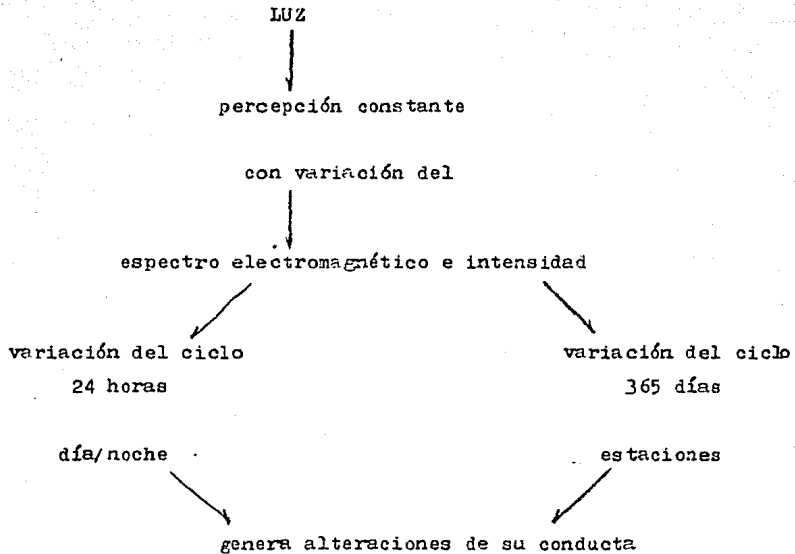 LUZ
percepción constante
con variación del
espectro electromagnético e intensidad
variación del ciclo
24 horas
día/noche
variación del ciclo
365 días
estaciones
genera alteraciones de su conducta